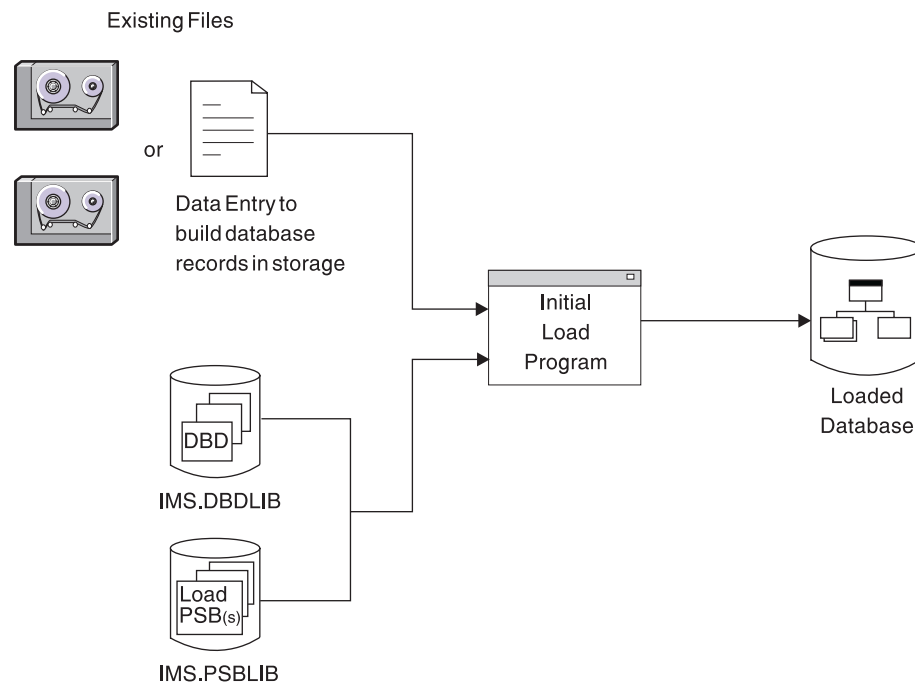 Existing Files
or
Data Entry to
build database
records in storage
Initial
Load
Program
Loaded
Database
DBD
IMS.DBDLIB
Load
PSB(s)
IMS.PSBLIB